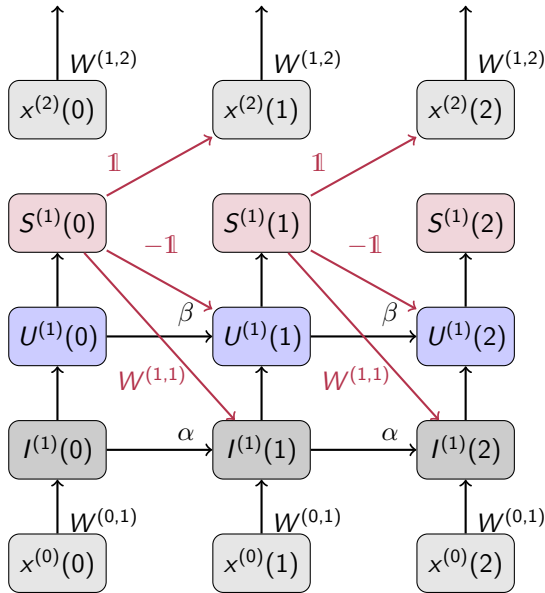 W^{(1,2)} W^{(1,2)} W^{(1,2)}
x^{(2)}(0) x^{(2)}(1) x^{(2)}(2)
𝟙 𝟙
S^{(1)}(0) S^{(1)}(1) S^{(1)}(2)
−𝟙 −𝟙
β β
U^{(1)}(0) U^{(1)}(1) U^{(1)}(2)
W^{(1,1)} W^{(1,1)}
α α
I^{(1)}(0) I^{(1)}(1) I^{(1)}(2)
W^{(0,1)} W^{(0,1)} W^{(0,1)}
x^{(0)}(0) x^{(0)}(1) x^{(0)}(2)